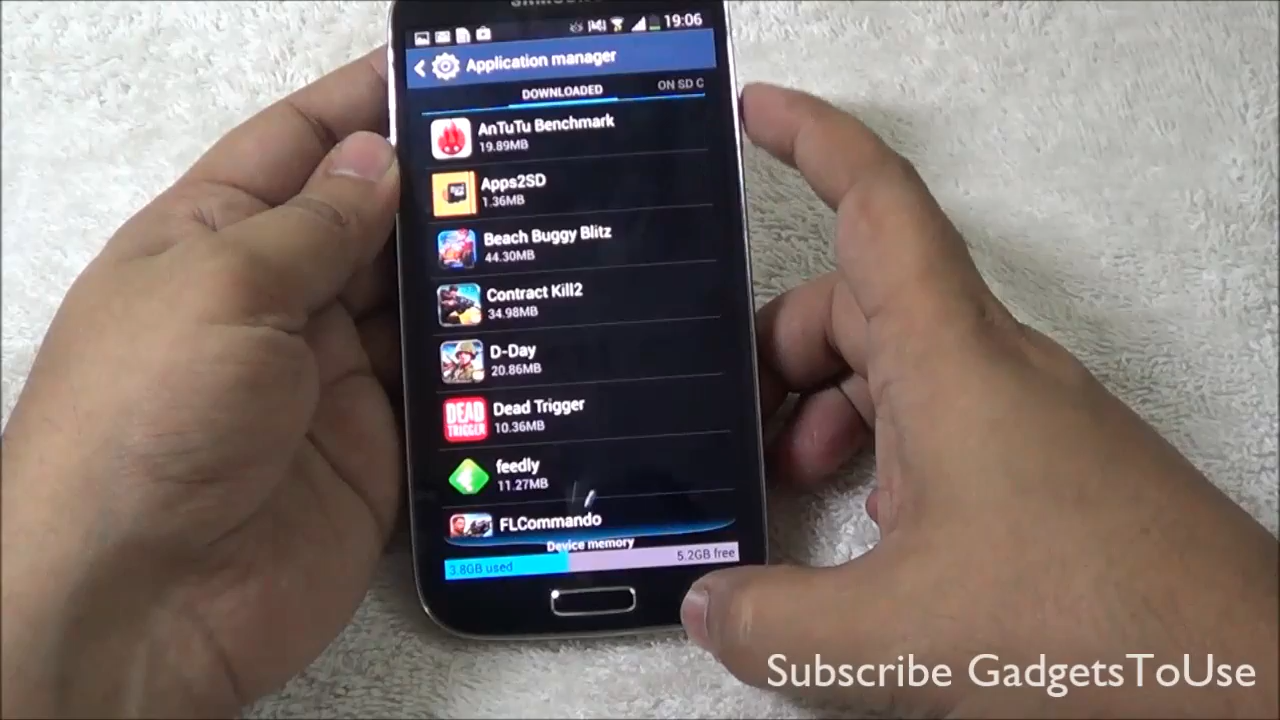 19:06
Application manager
DOWNLOADED ON SD C
AnTuTu Benchmark
19.89MB
Apps2SD
1.36MB
Beach Buggy Blitz
44.30MB
Contract Kill2
34.98MB
D-Day
20.86MB
DEAD TRIGGER
Dead Trigger
10.36MB
feedly
11.27MB
FLCommando
Device memory
3.8GB used 5.2GB free
Subscribe GadgetsToUse